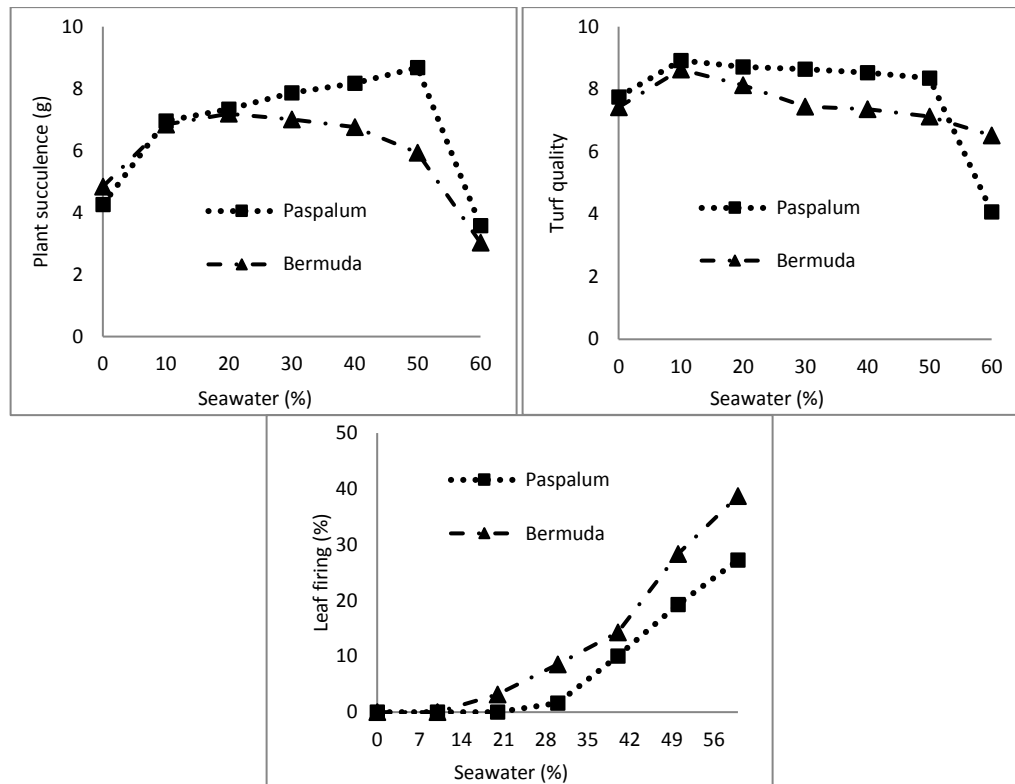 Plant succulence (g)
10
8
6
4
2
0
Paspalum
Bermuda
0 10 20 30 40 50 60
Seawater (%)
Turf quality
10
8
6
4
2
0
Paspalum
Bermuda
0 10 20 30 40 50 60
Seawater (%)
Leaf firing (%)
50
40
30
20
10
0
Paspalum
Bermuda
0 7 14 21 28 35 42 49 56
Seawater (%)